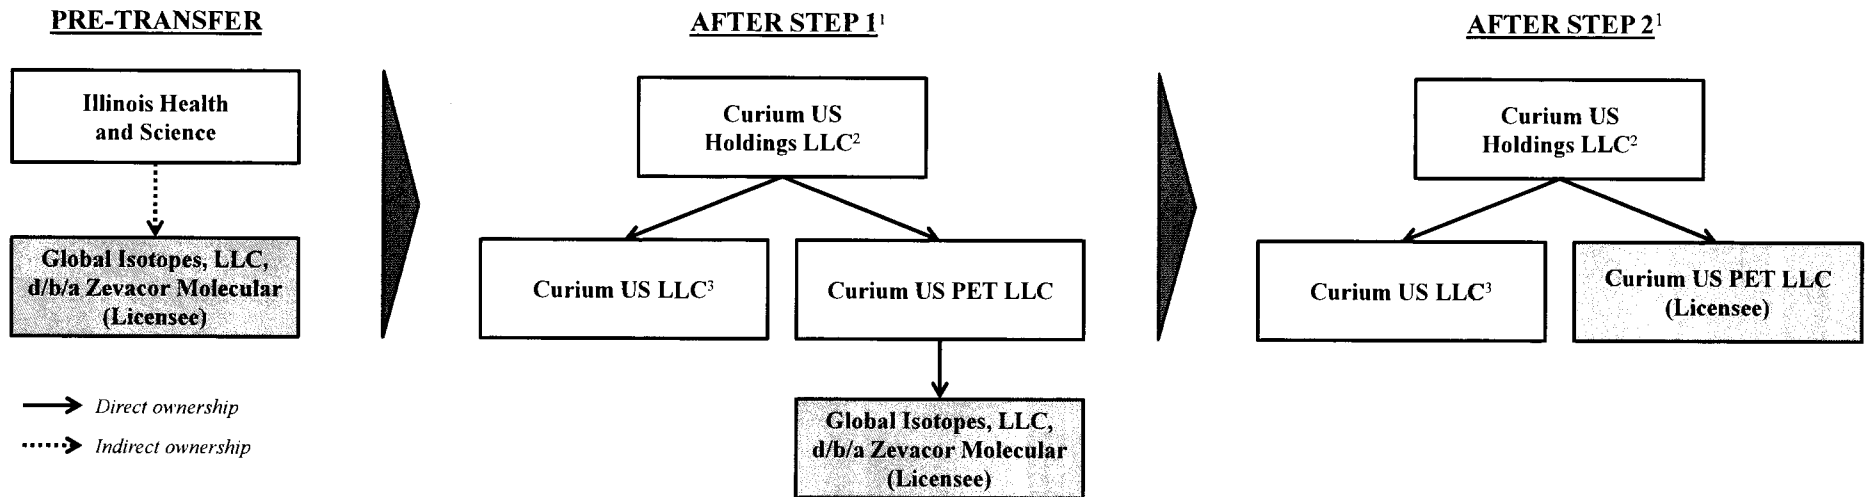 PRE-TRANSFER
Illinois Health
and Science
Global Isotopes, LLC,
d/b/a Zevacor Molecular
(Licensee)
Direct ownership
Indirect ownership
AFTER STEP 1¹
Curium US
Holdings LLC²
Curium US LLC³
Curium US PET LLC
Global Isotopes, LLC,
d/b/a Zevacor Molecular
(Licensee)
AFTER STEP 2¹
Curium US
Holdings LLC²
Curium US LLC³
Curium US PET LLC
(Licensee)